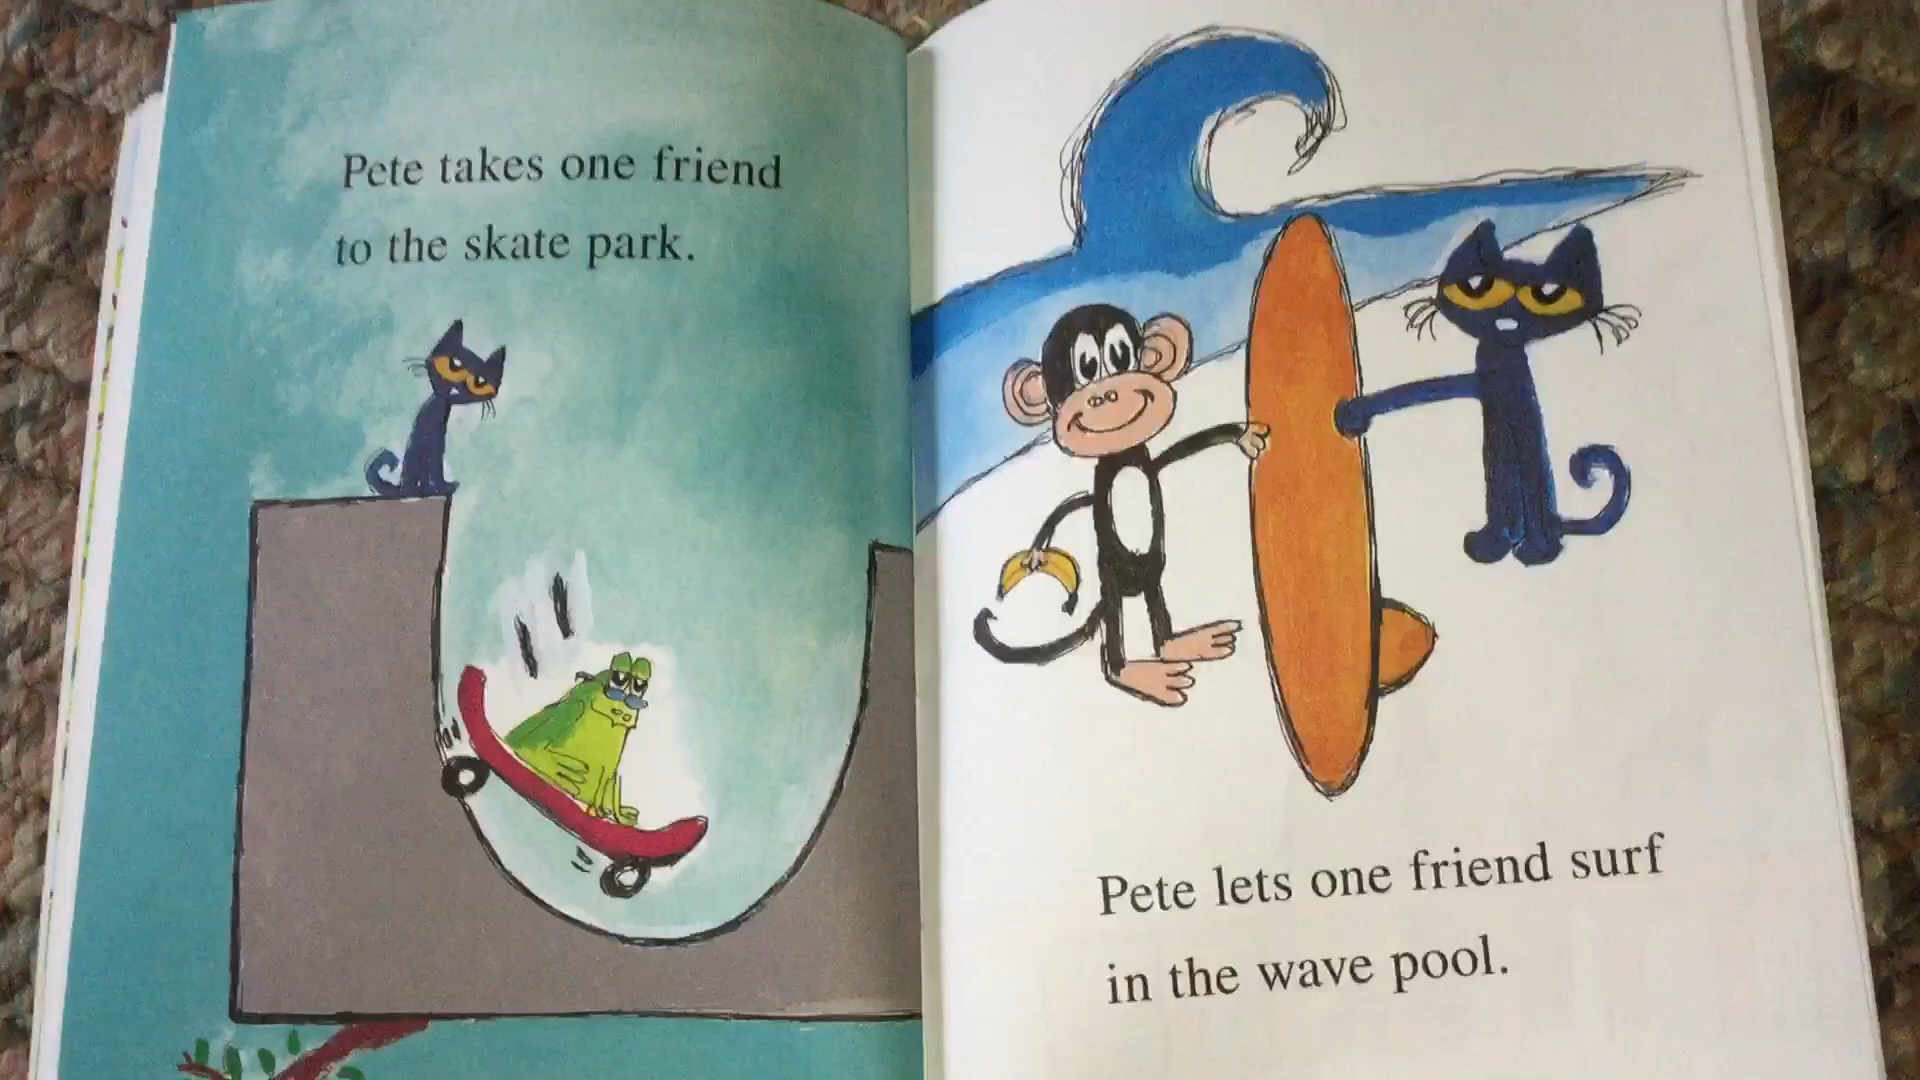 Pete takes one friend
to the skate park.
Pete lets one friend surf
in the wave pool.